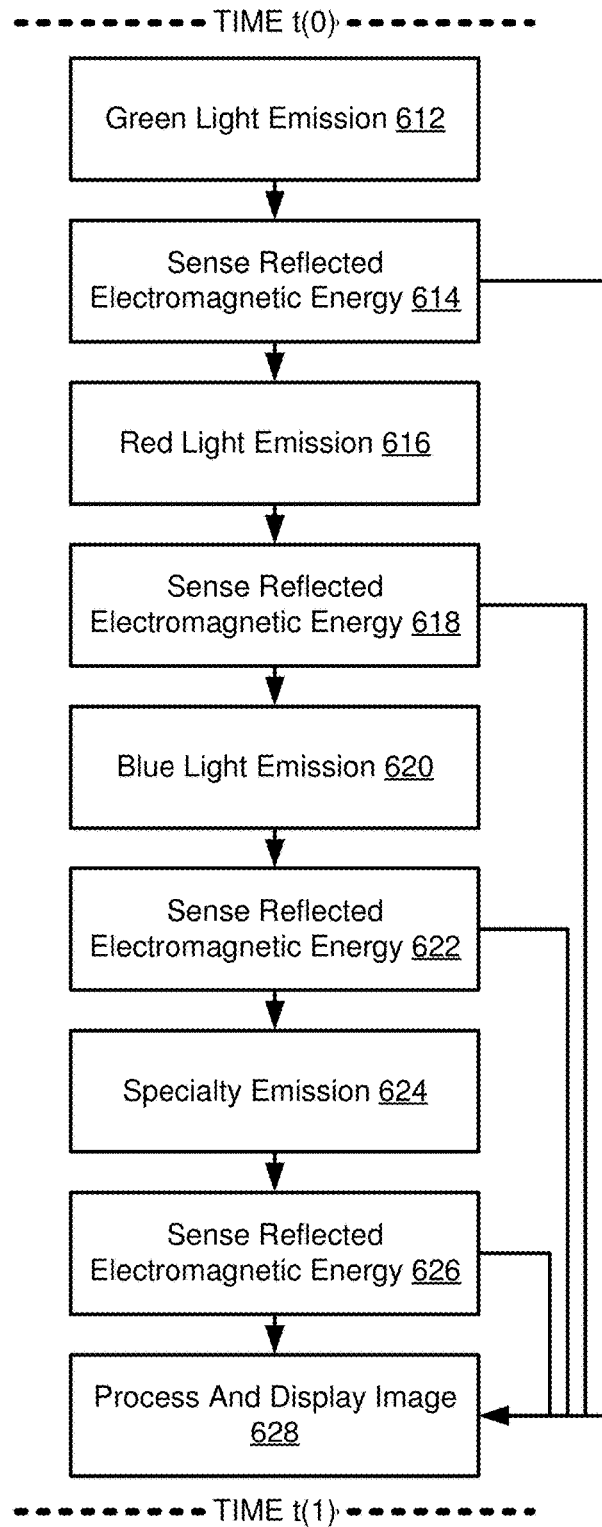 TIME t(0)
Green Light Emission 612
Sense Reflected
Electromagnetic Energy 614
Red Light Emission 616
Sense Reflected
Electromagnetic Energy 618
Blue Light Emission 620
Sense Reflected
Electromagnetic Energy 622
Specialty Emission 624
Sense Reflected
Electromagnetic Energy 626
Process And Display Image
628
TIME t(1)